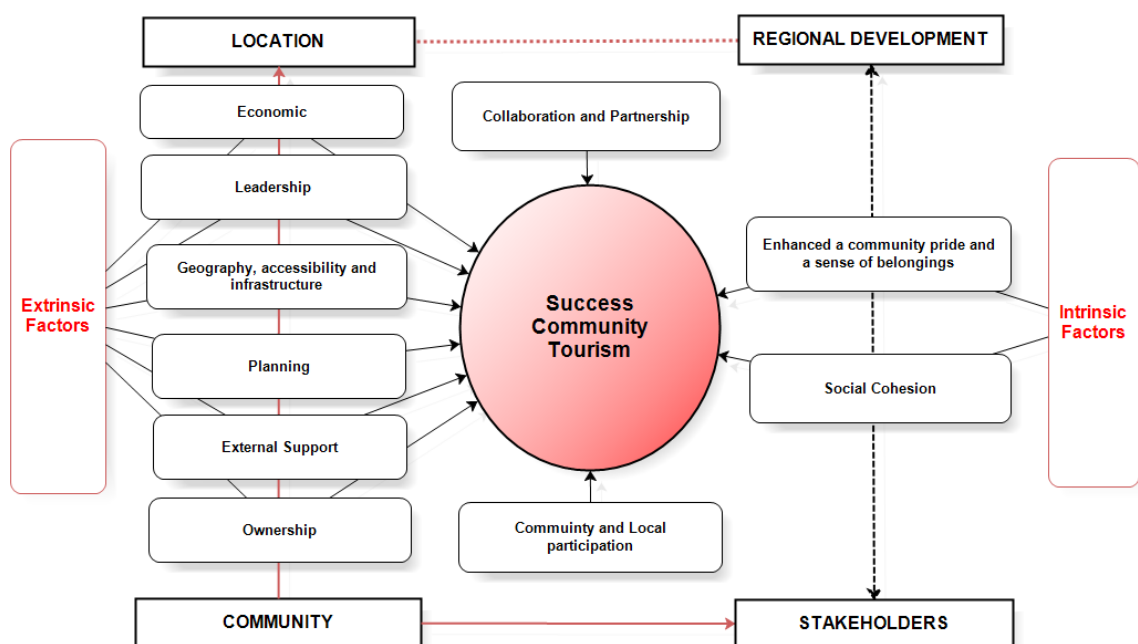 LOCATION
REGIONAL DEVELOPMENT
Economic
Collaboration and Partnership
Leadership
Extrinsic
Factors
Geography, accessibility and
infrastructure
Success
Community
Tourism
Enhanced a community pride and
a sense of belongings
Intrinsic
Factors
Planning
Social Cohesion
External Support
Ownership
Commuinty and Local
participation
COMMUNITY
STAKEHOLDERS